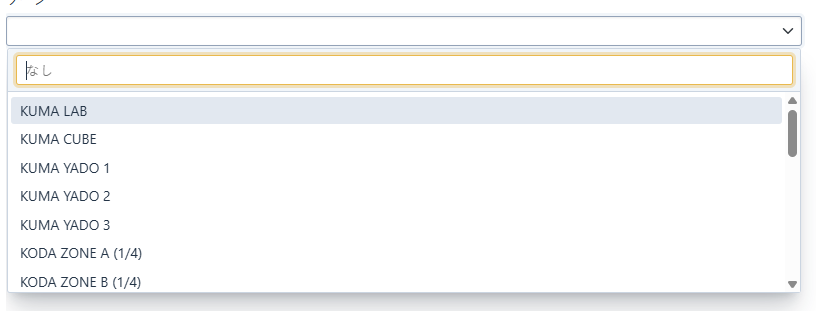 なし
KUMA LAB
KUMA CUBE
KUMA YADO 1
KUMA YADO 2
KUMA YADO 3
KODA ZONE A (1/4)
KODA ZONE B (1/4)